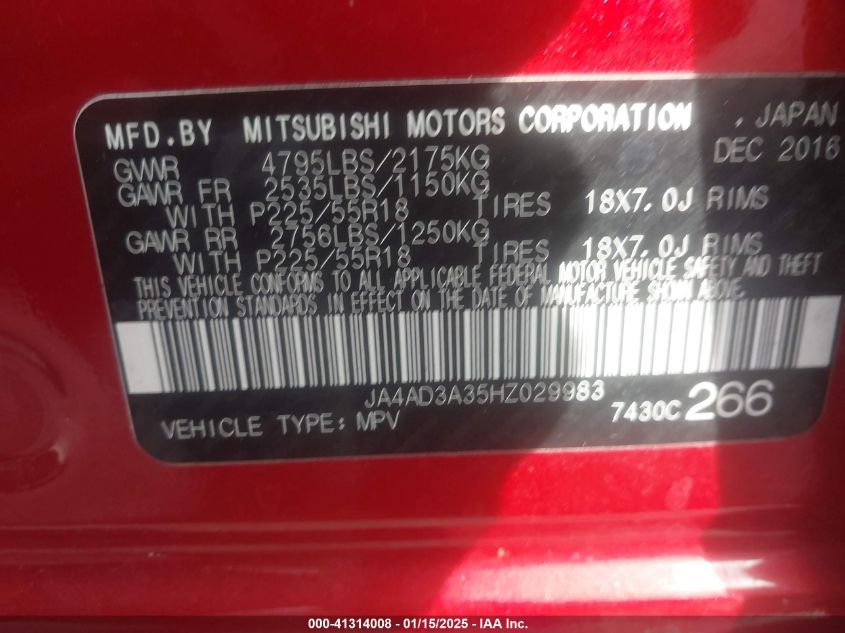 MFD.BY MITSUBISHI MOTORS CORPORATION , JAPAN
DEC 2016
GVWR 4795LBS/2175KG
GAWR FR 2535LBS/1150KG
WITH P225/55R18 TIRES 18X7.0J RIMS
GAWR RR 2756LBS/1250KG
WITH P225/55R18 TIRES 18X7.0J RIMS
THIS VEHICLE CONFORMS TO ALL APPLICABLE FEDERAL MOTOR VEHICLE SAFETY AND THEFT
PREVENTION STANDARDS IN EFFECT ON THE DATE OF MANUFACTURE SHOWN ABOVE.
JA4AD3A35HZ029983
VEHICLE TYPE: MPV 7430C 266
000-41314008 - 01/15/2025 - IAA Inc.